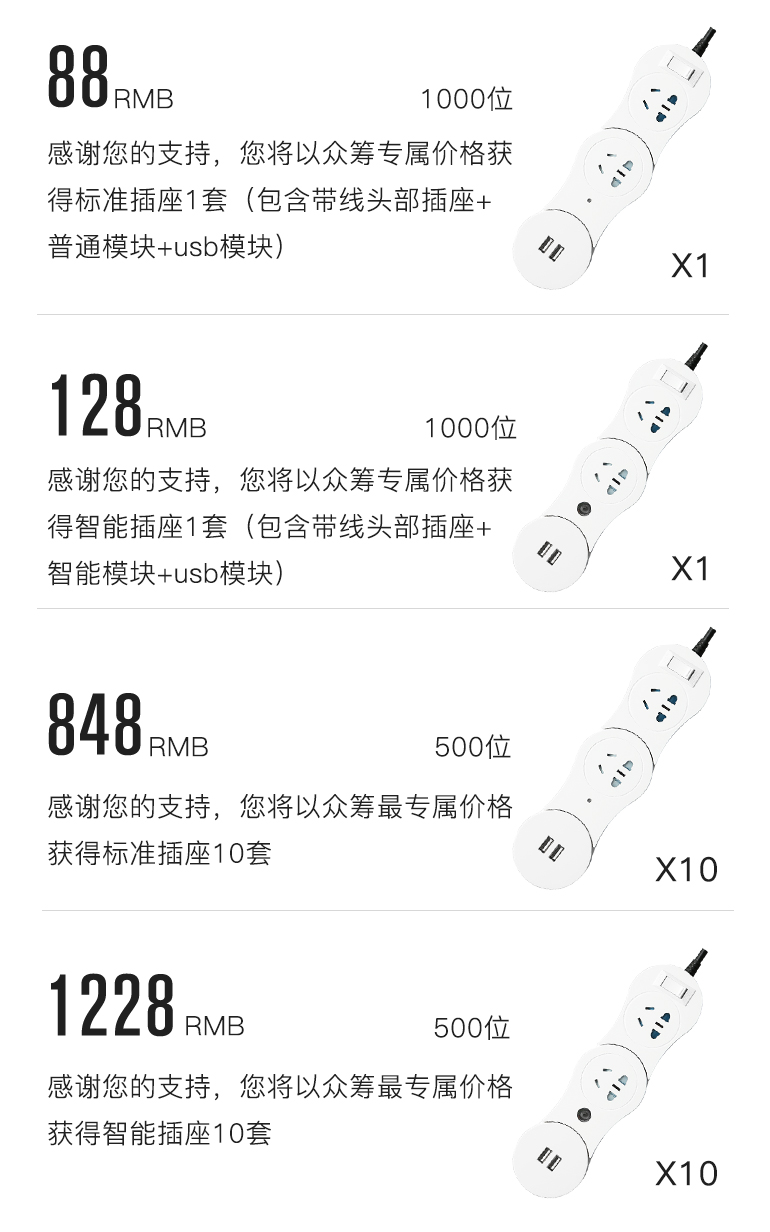 88RMB 1000位
感谢您的支持，您将以众筹专属价格获
得标准插座1套（包含带线头部插座+
普通模块+usb模块）
X1
128RMB 1000位
感谢您的支持，您将以众筹专属价格获
得智能插座1套（包含带线头部插座+
智能模块+usb模块）
X1
848RMB 500位
感谢您的支持，您将以众筹最专属价格
获得标准插座10套
X10
1228 RMB 500位
感谢您的支持，您将以众筹最专属价格
获得智能插座10套
X10